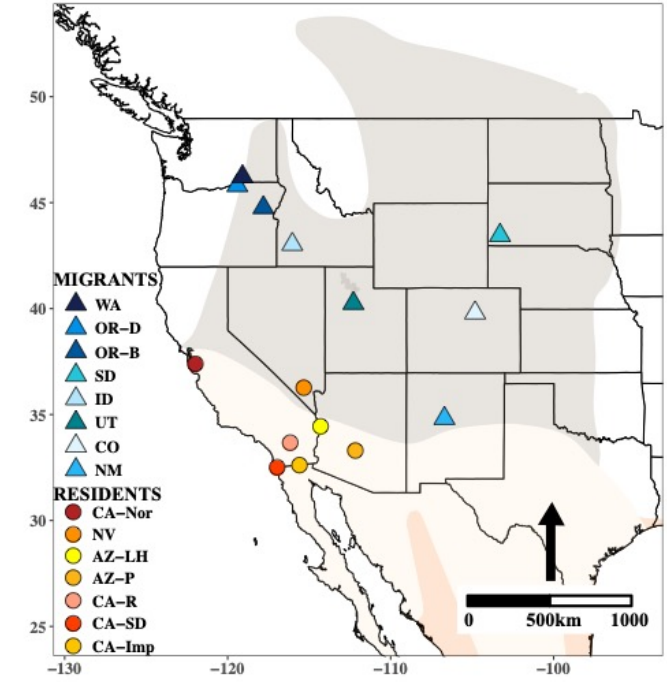 50
45
40
35
30
25
MIGRANTS
WA
OR–D
OR–B
SD
ID
UT
CO
NM
RESIDENTS
CA–Nor
NV
AZ–LH
AZ–P
CA–R
CA–SD
CA–Imp
0 500km 1000
−130 −120 −110 −100